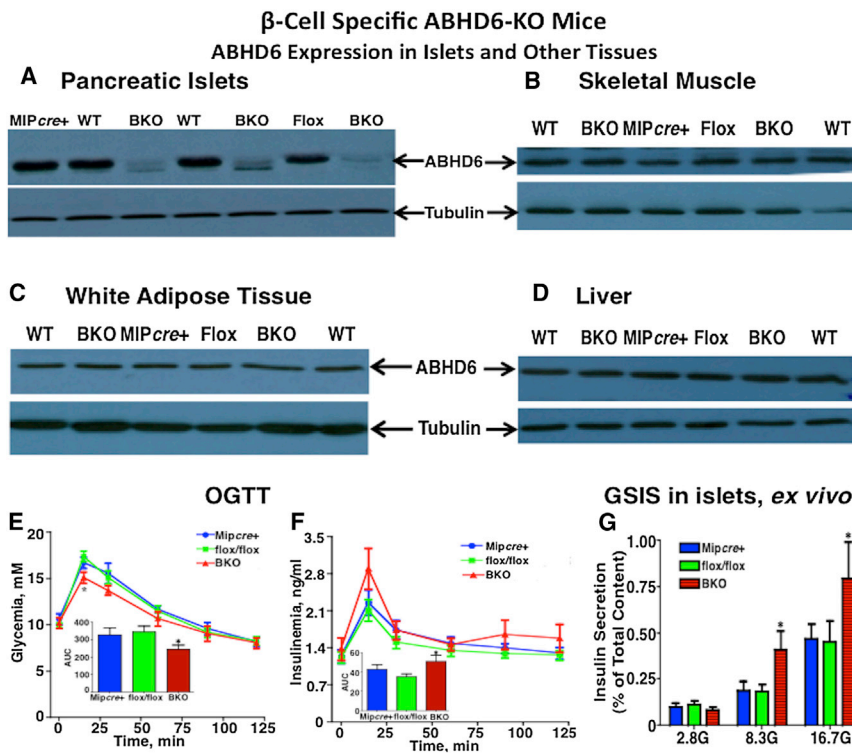 β-Cell Specific ABHD6-KO Mice
ABHD6 Expression in Islets and Other Tissues
A Pancreatic Islets
MIPcre+ WT BKO WT BKO Flox BKO
ABHD6
Tubulin
B Skeletal Muscle
WT BKO MIPcre+ Flox BKO WT
C White Adipose Tissue
WT BKO MIPcre+ Flox BKO WT
ABHD6
Tubulin
D Liver
WT BKO MIPcre+ Flox BKO WT
OGTT
E
Glycemia, mM
20
15
10
5
0
Mipcre+
flox/flox
BKO
*
AUC
400
300
200
100
0
*
Mipcre+ flox/flox BKO
0 25 50 75 100 125
Time, min
F
Insulinemia, ng/ml
3.5
2.8
2.1
1.4
0.7
0
Mipcre+
flox/flox
BKO
AUC
60
40
20
0
*
Mipcre+ flox/flox BKO
0 25 50 75 100 125
Time, min
GSIS in islets, ex vivo
G
Insulin Secretion
(% of Total Content)
1.00
0.75
0.50
0.25
0
Mipcre+
flox/flox
BKO
*
*
2.8G 8.3G 16.7G